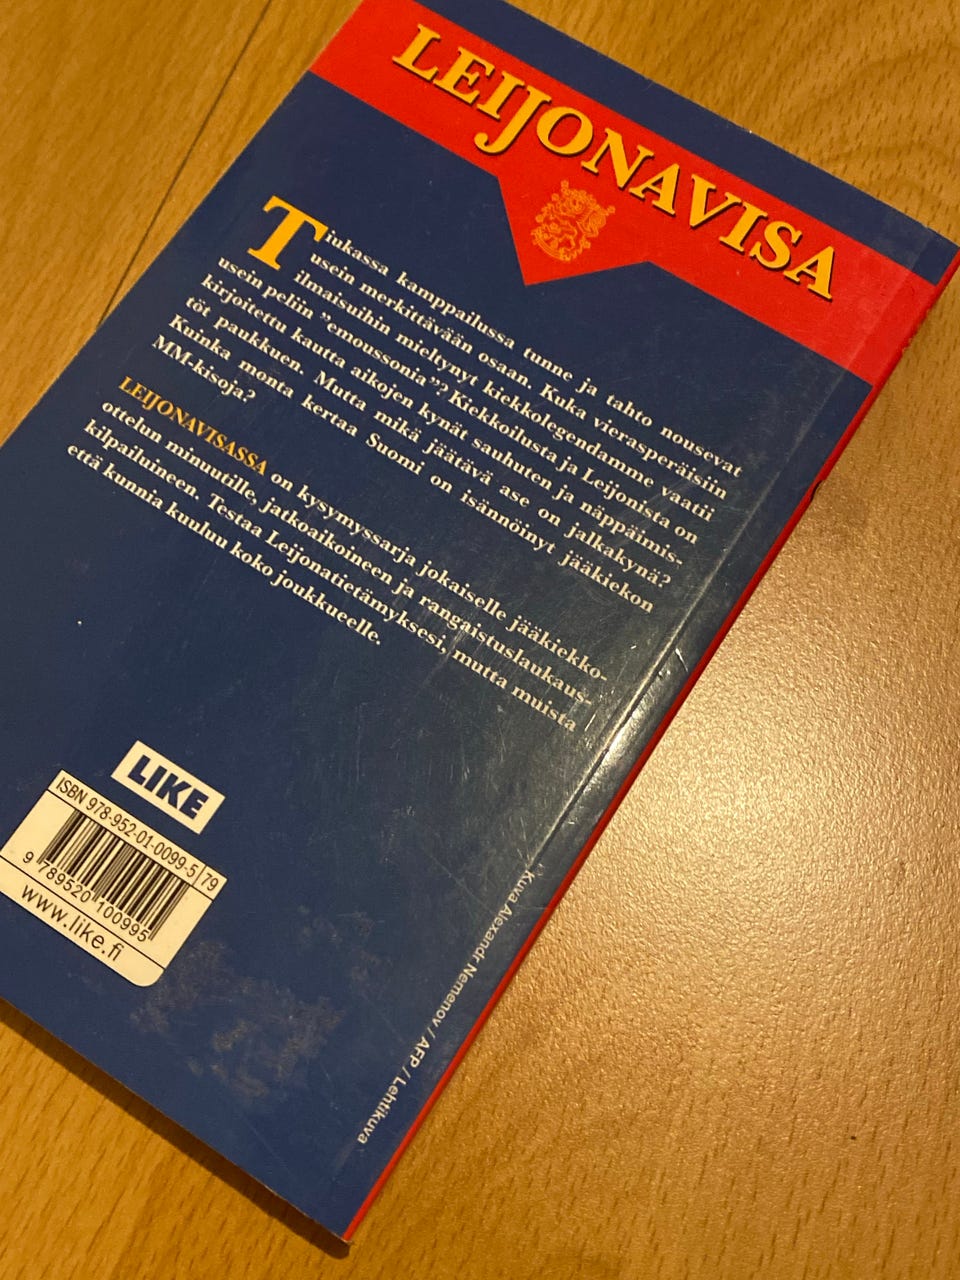 LEIJONAVISA
Tiukassa kamppailussa tunne ja tahto nousevat
usein merkittävään osaan. Kuka vierasperäisiin
ilmaisuihin mieltynyt kiekkolegendamme vaatii
usein peliin ”emoussonia”? Kiekkoilusta ja Leijonista on
kirjoitettu kautta aikojen kynät sauhuten ja näppäimis-
töt paukkuen. Mutta mikä jäätävä ase on jalkakynä?
Kuinka monta kertaa Suomi on isännöinyt jääkiekon
MM-kisoja?
LEIJONAVISASSA on kysymyssarja jokaiselle jääkiekko-
ottelun minuutille, jatkoaikoineen ja rangaistuslaukaus-
kilpailuineen. Testaa Leijonatietämyksesi, mutta muista
että kunnia kuuluu koko joukkueelle.
LIKE
ISBN 978-952-01-0099-5 79
9 789520 100995
www.like.fi
Kuva Alexandr Nemenov / AFP / Lehtikuva